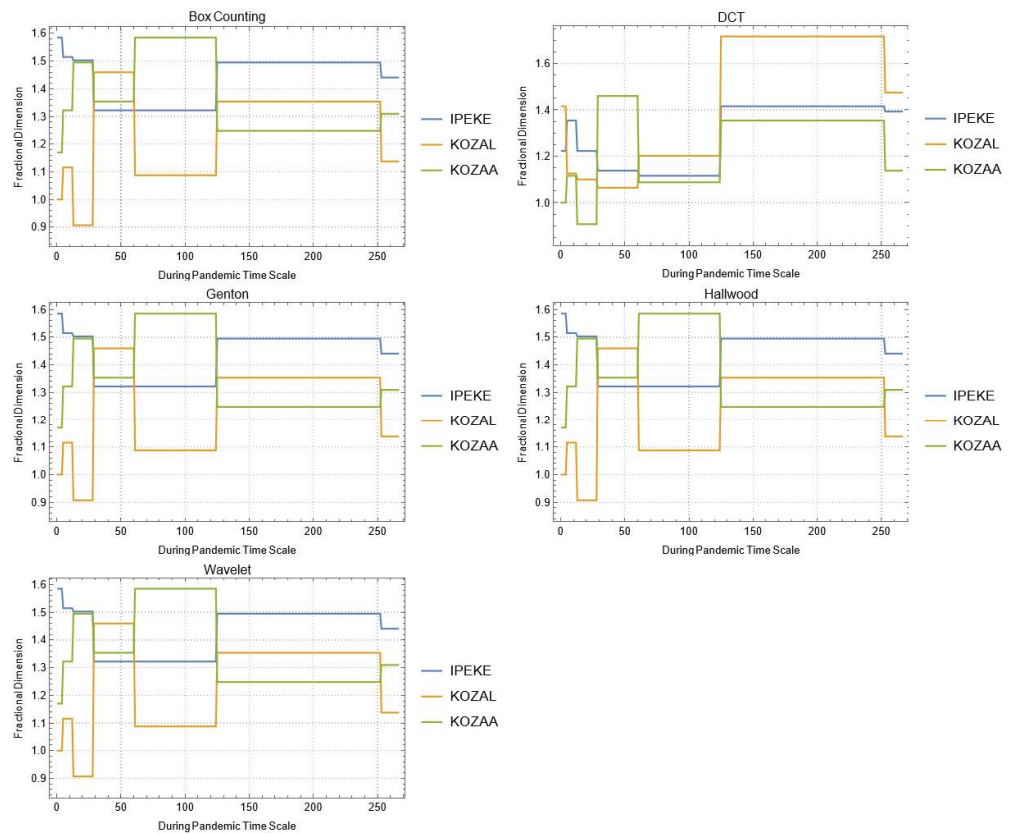 Box Counting
1.6
1.5
1.4
1.3
1.2
1.1
1.0
0.9
Fractional Dimension
0 50 100 150 200 250
During Pandemic Time Scale
IPEKE
KOZAL
KOZAA
DCT
1.6
1.4
1.2
1.0
Fractional Dimension
0 50 100 150 200 250
During Pandemic Time Scale
IPEKE
KOZAL
KOZAA
Genton
1.6
1.5
1.4
1.3
1.2
1.1
1.0
0.9
Fractional Dimension
0 50 100 150 200 250
During Pandemic Time Scale
IPEKE
KOZAL
KOZAA
Hallwood
1.6
1.5
1.4
1.3
1.2
1.1
1.0
0.9
Fractional Dimension
0 50 100 150 200 250
During Pandemic Time Scale
IPEKE
KOZAL
KOZAA
Wavelet
1.6
1.5
1.4
1.3
1.2
1.1
1.0
0.9
Fractional Dimension
0 50 100 150 200 250
During Pandemic Time Scale
IPEKE
KOZAL
KOZAA